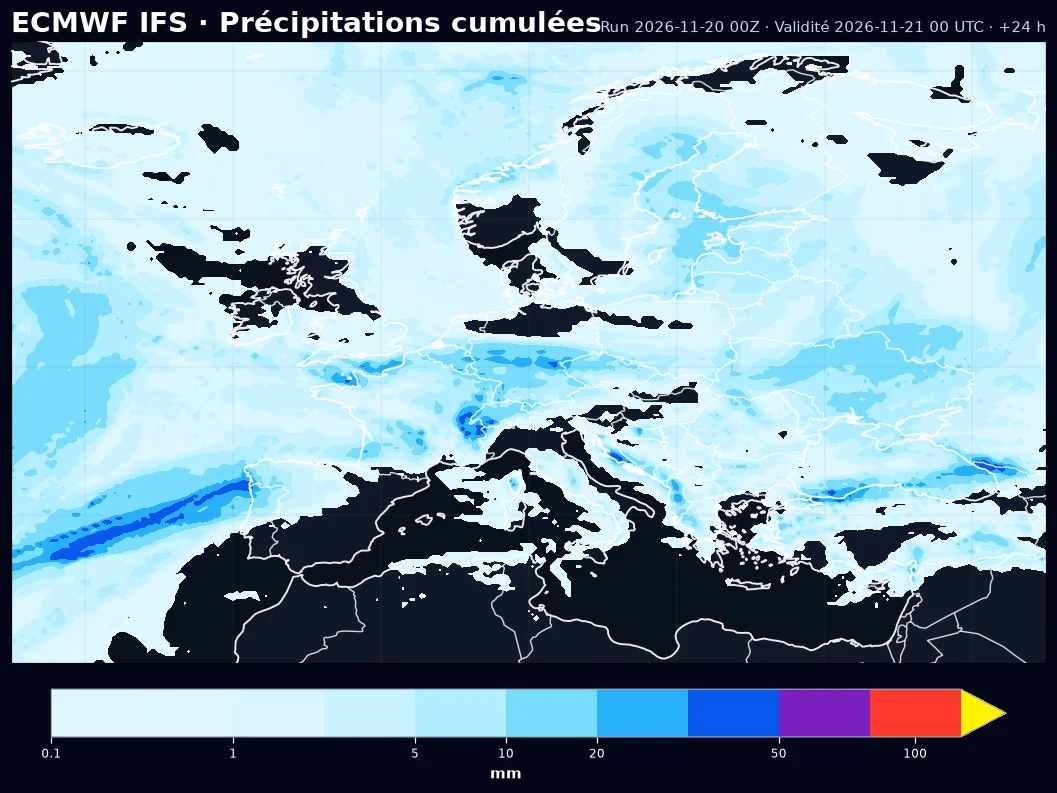 ECMWF IFS · Précipitations cumulées
Run 2026-11-20 00Z · Validité 2026-11-21 00 UTC · +24 h
0.1 1 5 10 20 50 100
mm